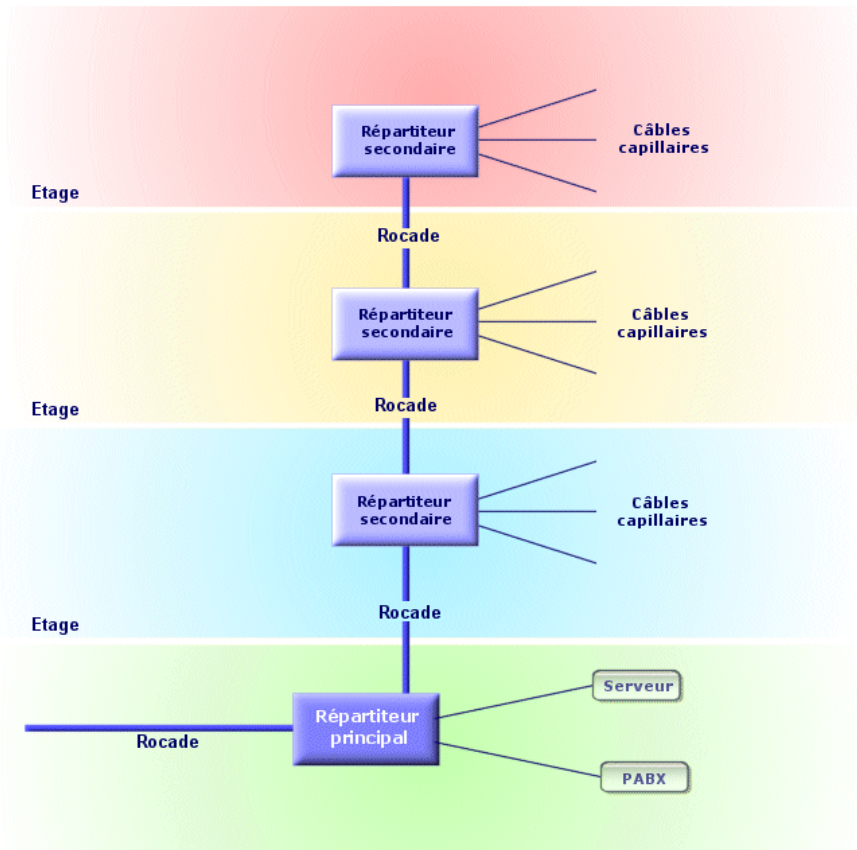 Répartiteur
secondaire
Câbles
capillaires
Etage
Rocade
Répartiteur
secondaire
Câbles
capillaires
Rocade
Etage
Répartiteur
secondaire
Câbles
capillaires
Rocade
Etage
Serveur
Répartiteur
principal
Rocade
PABX